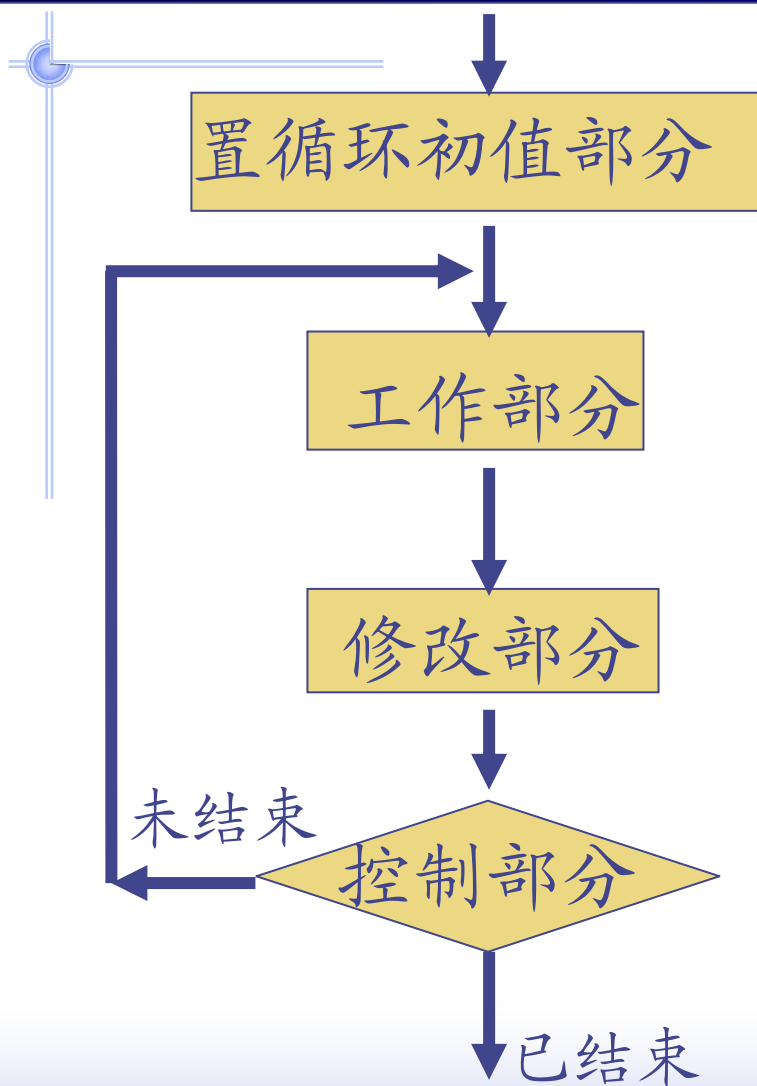 置循环初值部分
工作部分
修改部分
未结束
控制部分
已结束